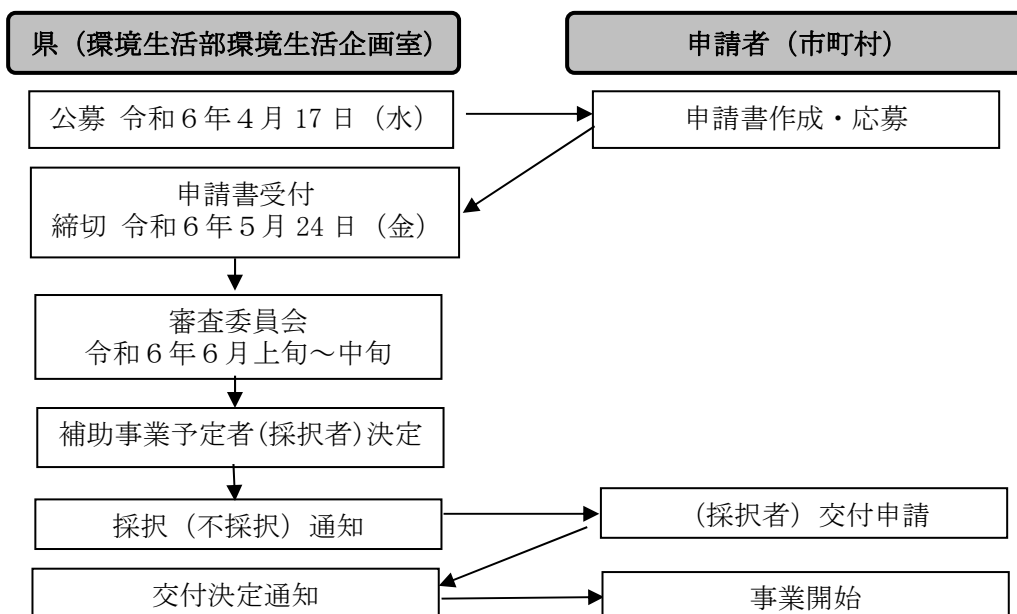 県（環境生活部環境生活企画室）
申請者（市町村）
公募 令和６年４月 17 日（水）
申請書作成・応募
申請書受付
締切 令和６年５月 24 日（金）
審査委員会
令和６年６月上旬～中旬
補助事業予定者(採択者)決定
採択（不採択）通知
(採択者）交付申請
交付決定通知
事業開始